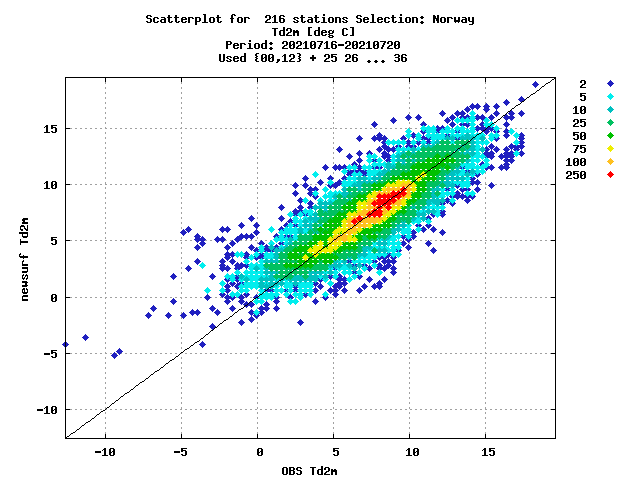 Scatterplot for 216 stations Selection: Norway
Td2m [deg C]
Period: 20210716-20210720
Used {00,12} + 25 26 ... 36
2
5
10
25
50
75
100
250
newsurf Td2m
15
10
5
0
-5
-10
-10 -5 0 5 10 15
OBS Td2m